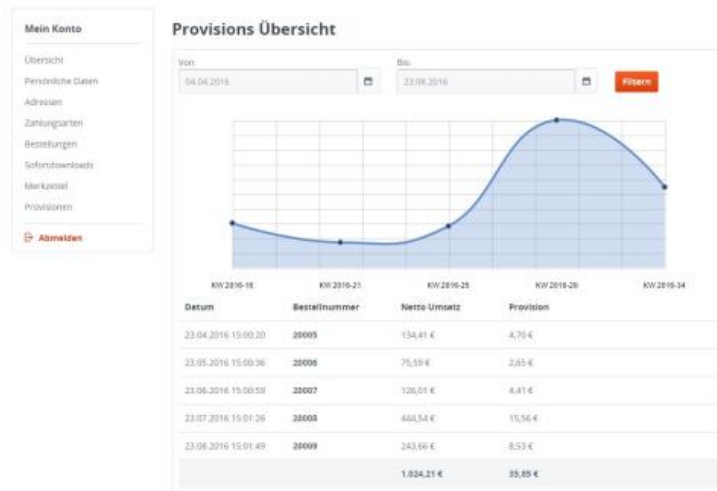 Mein Konto
Übersicht
Persönliche Daten
Adressen
Zahlungsarten
Bestellungen
Sofortdownloads
Merkzettel
Provisionen
Abmelden
Provisions Übersicht
Von: Bis:
04.04.2016 23.08.2016 Filtern
KW 2016-16 KW 2016-21 KW 2016-25 KW 2016-29 KW 2016-34
Datum Bestellnummer Netto Umsatz Provision
23.04.2016 15:00:20 20005 134,41 € 4,70 €
23.05.2016 15:00:36 20006 75,59 € 2,65 €
23.06.2016 15:00:59 20007 126,01 € 4,41 €
23.07.2016 15:01:26 20008 444,54 € 15,56 €
23.08.2016 15:01:49 20009 243,66 € 8,53 €
1.024,21 € 35,85 €